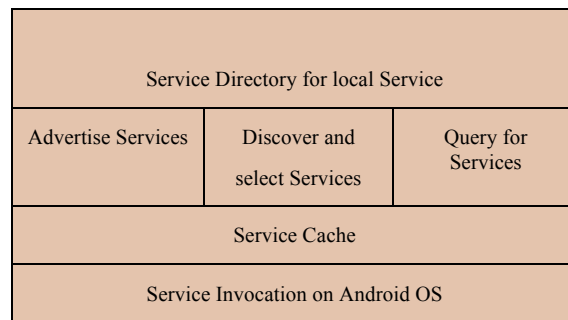 Service Directory for local Service
Advertise Services
Discover and
select Services
Query for
Services
Service Cache
Service Invocation on Android OS